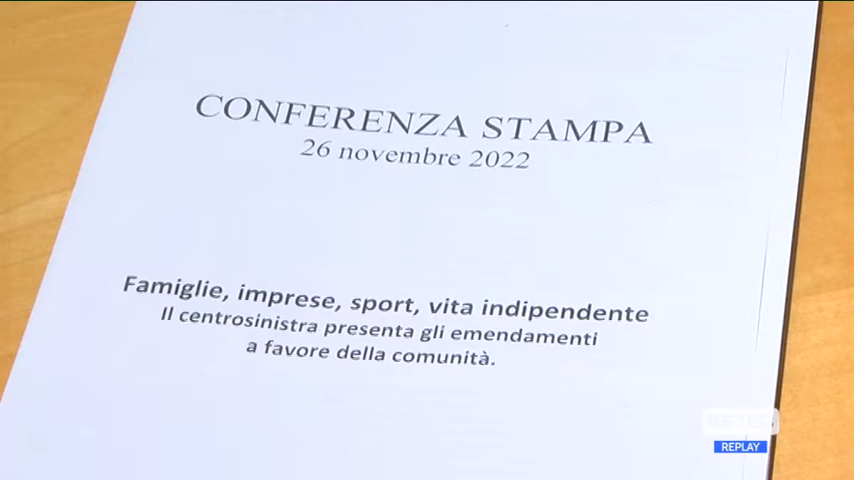 CONFERENZA STAMPA
26 novembre 2022
Famiglie, imprese, sport, vita indipendente
Il centrosinistra presenta gli emendamenti
a favore della comunità.
REPLAY